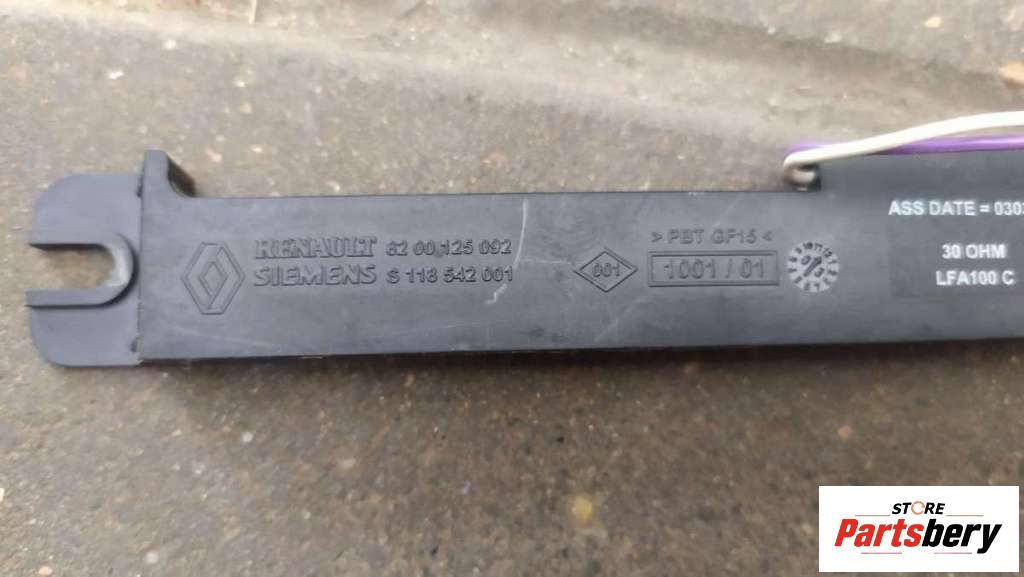 RENAULT 82 00 125 092
SIEMENS S 118 542 001
001
> PBT GF15 <
1001 / 01
ASS DATE = 030
30 OHM
LFA100 C
STORE
Partsbery